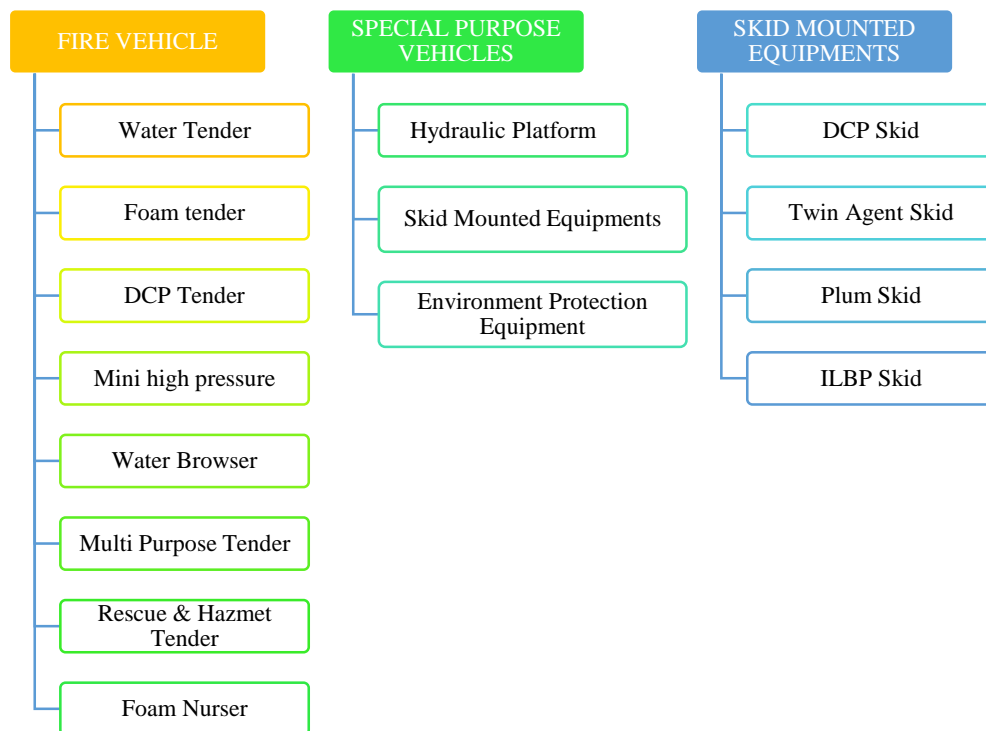 FIRE VEHICLE
Water Tender
Foam tender
DCP Tender
Mini high pressure
Water Browser
Multi Purpose Tender
Rescue & Hazmet
Tender
Foam Nurser
SPECIAL PURPOSE
VEHICLES
Hydraulic Platform
Skid Mounted Equipments
Environment Protection
Equipment
SKID MOUNTED
EQUIPMENTS
DCP Skid
Twin Agent Skid
Plum Skid
ILBP Skid